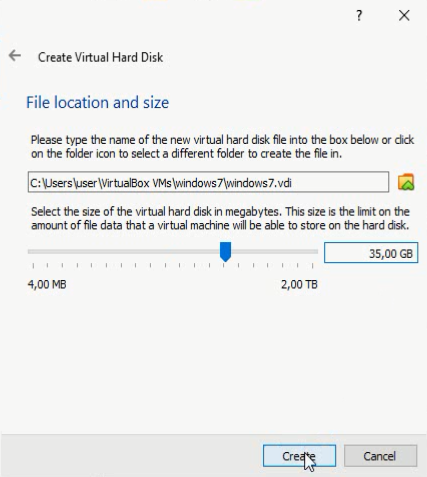 ?
Create Virtual Hard Disk
File location and size
Please type the name of the new virtual hard disk file into the box below or click
on the folder icon to select a different folder to create the file in.
C:\Users\user\VirtualBox VMs\windows7\windows7.vdi
Select the size of the virtual hard disk in megabytes. This size is the limit on the
amount of file data that a virtual machine will be able to store on the hard disk.
35,00 GB
4,00 MB 2,00 TB
Create Cancel